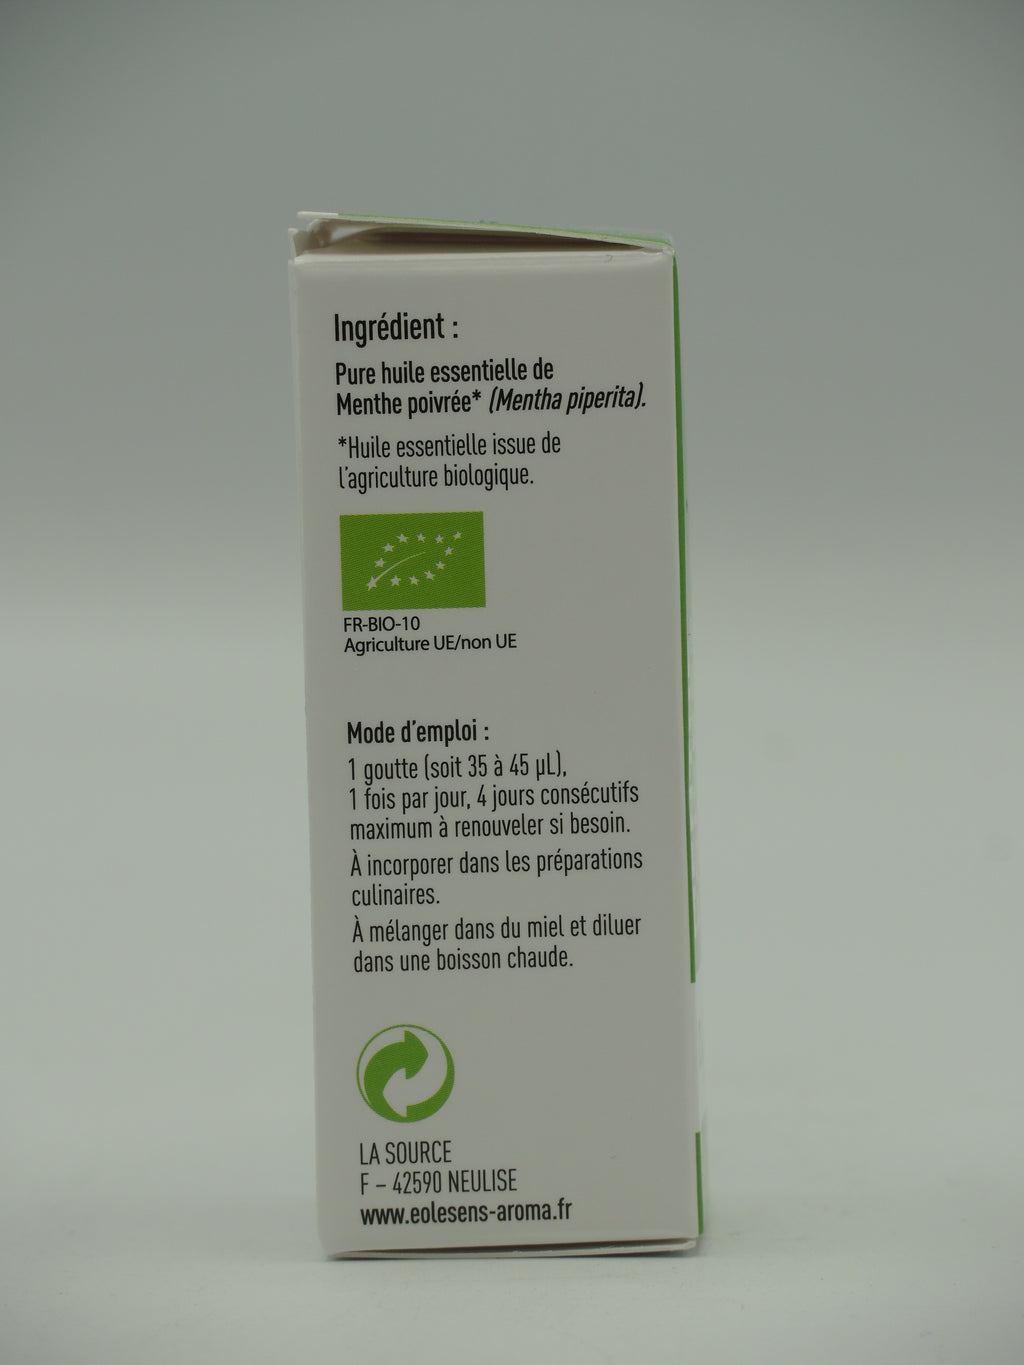 Ingrédient :
Pure huile essentielle de
Menthe poivrée* (Mentha piperita).
*Huile essentielle issue de
l'agriculture biologique.
FR-BIO-10
Agriculture UE/non UE
Mode d'emploi :
1 goutte (soit 35 à 45 µL),
1 fois par jour, 4 jours consécutifs
maximum à renouveler si besoin.
À incorporer dans les préparations
culinaires.
À mélanger dans du miel et diluer
dans une boisson chaude.
LA SOURCE
F – 42590 NEULISE
www.eolesens-aroma.fr